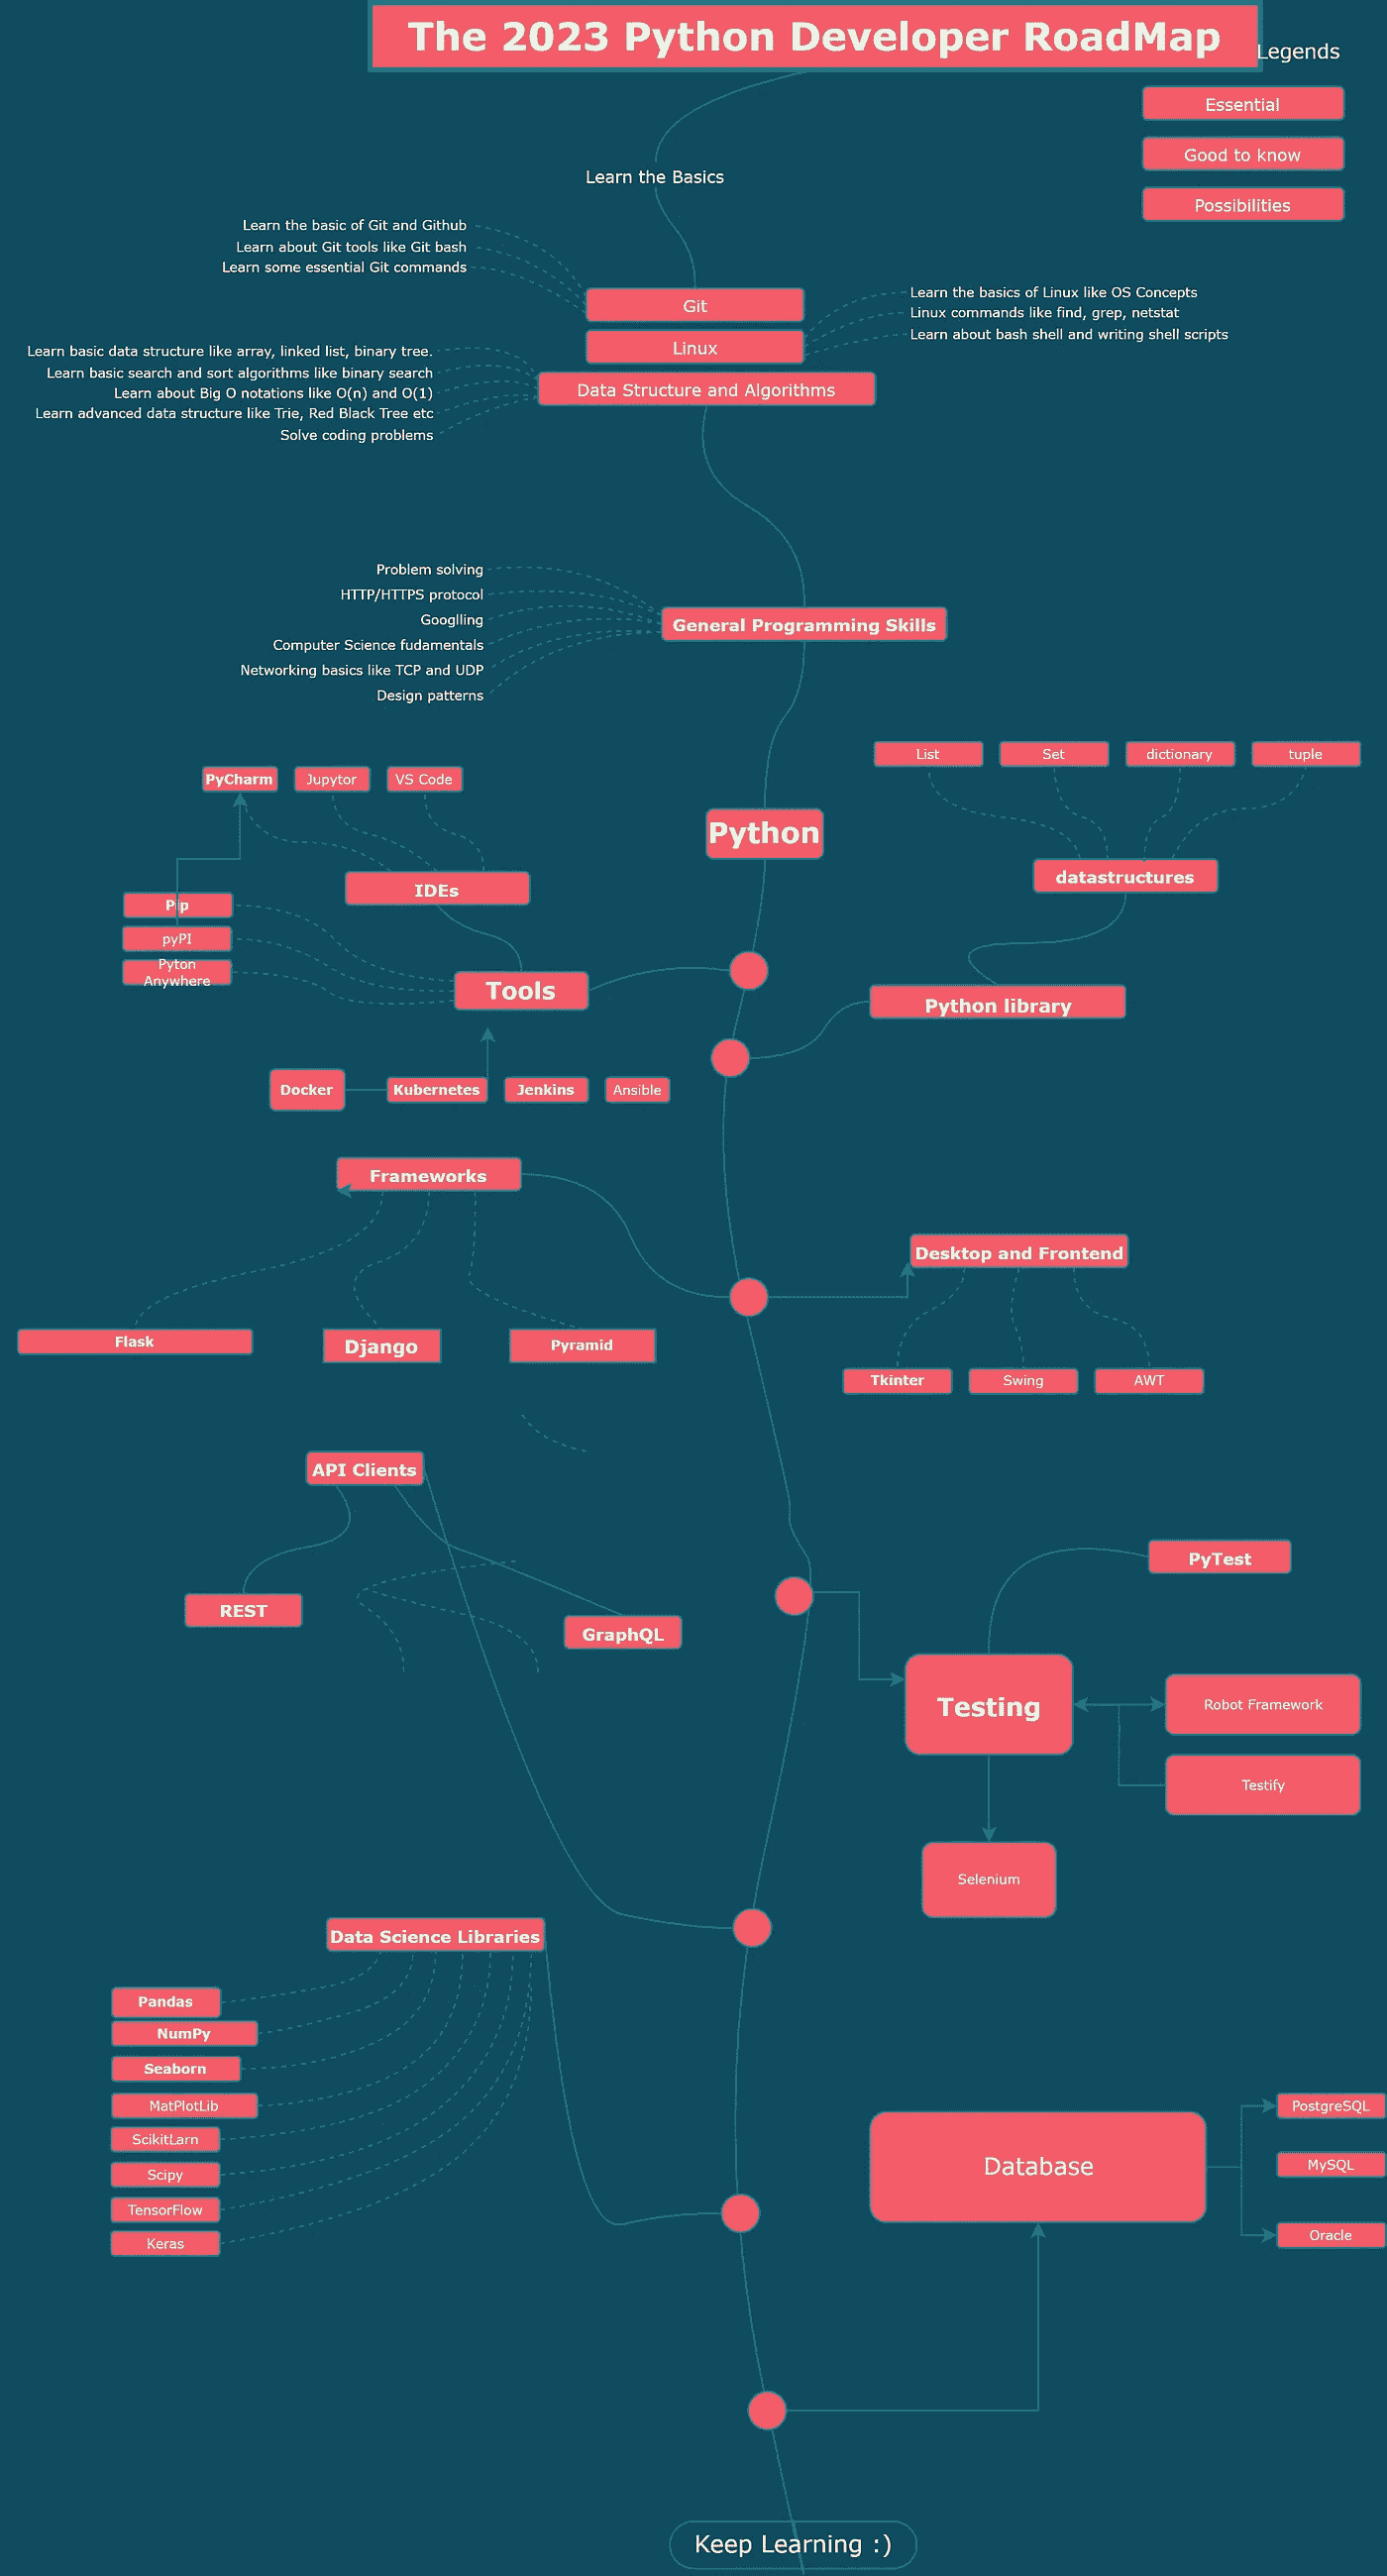 The 2023 Python Developer RoadMap
Legends
Essential
Good to know
Possibilities
Learn the Basics
Learn the basic of Git and Github
Learn about Git tools like Git bash
Learn some essential Git commands
Git
Learn the basics of Linux like OS Concepts
Linux commands like find, grep, netstat
Learn about bash shell and writing shell scripts
Linux
Learn basic data structure like array, linked list, binary tree.
Learn basic search and sort algorithms like binary search
Learn about Big O notations like O(n) and O(1)
Learn advanced data structure like Trie, Red Black Tree etc
Solve coding problems
Data Structure and Algorithms
Problem solving
HTTP/HTTPS protocol
Googlling
Computer Science fudamentals
Networking basics like TCP and UDP
Design patterns
General Programming Skills
List
Set
dictionary
tuple
PyCharm
Jupytor
VS Code
Python
datastructures
IDEs
Pip
pyPI
Pyton
Anywhere
Tools
Python library
Docker
Kubernetes
Jenkins
Ansible
Frameworks
Desktop and Frontend
Flask
Django
Pyramid
Tkinter
Swing
AWT
API Clients
PyTest
REST
GraphQL
Testing
Robot Framework
Testify
Selenium
Data Science Libraries
Pandas
NumPy
Seaborn
MatPlotLib
ScikitLarn
Scipy
TensorFlow
Keras
Database
PostgreSQL
MySQL
Oracle
Keep Learning :)